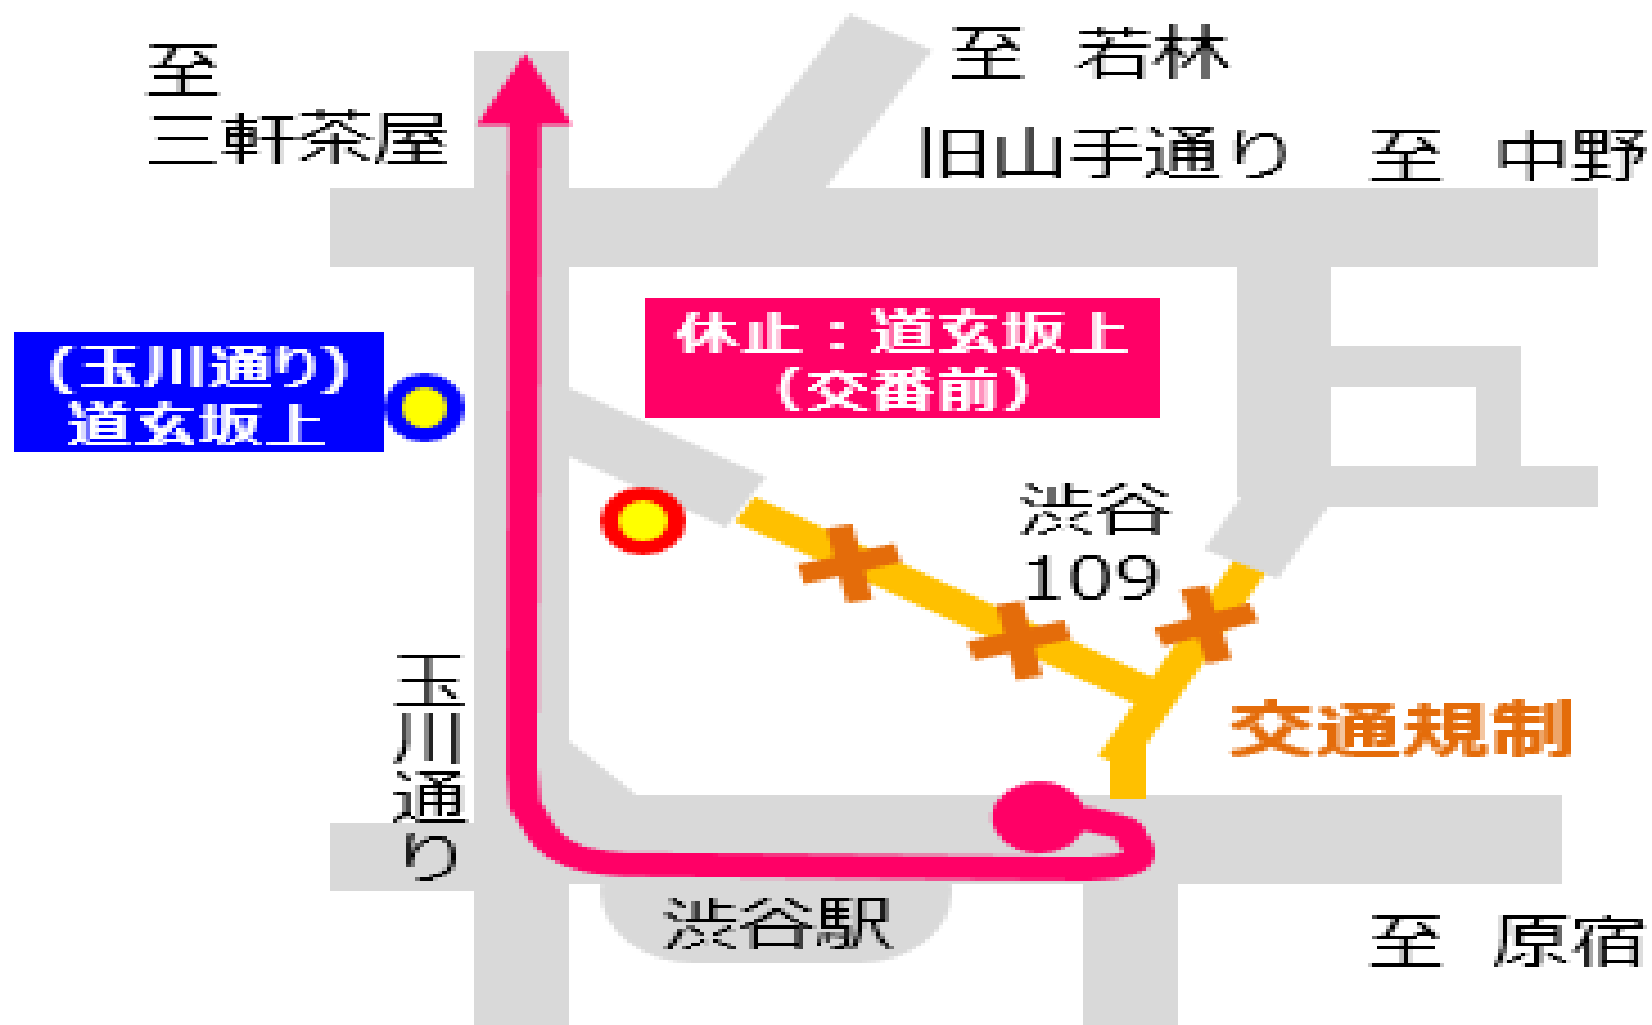 至
三軒茶屋
至 若林
旧山手通り 至 中野
休止：道玄坂上
（交番前）
(玉川通り)
道玄坂上
渋谷
109
玉川通り
交通規制
渋谷駅
至 原宿